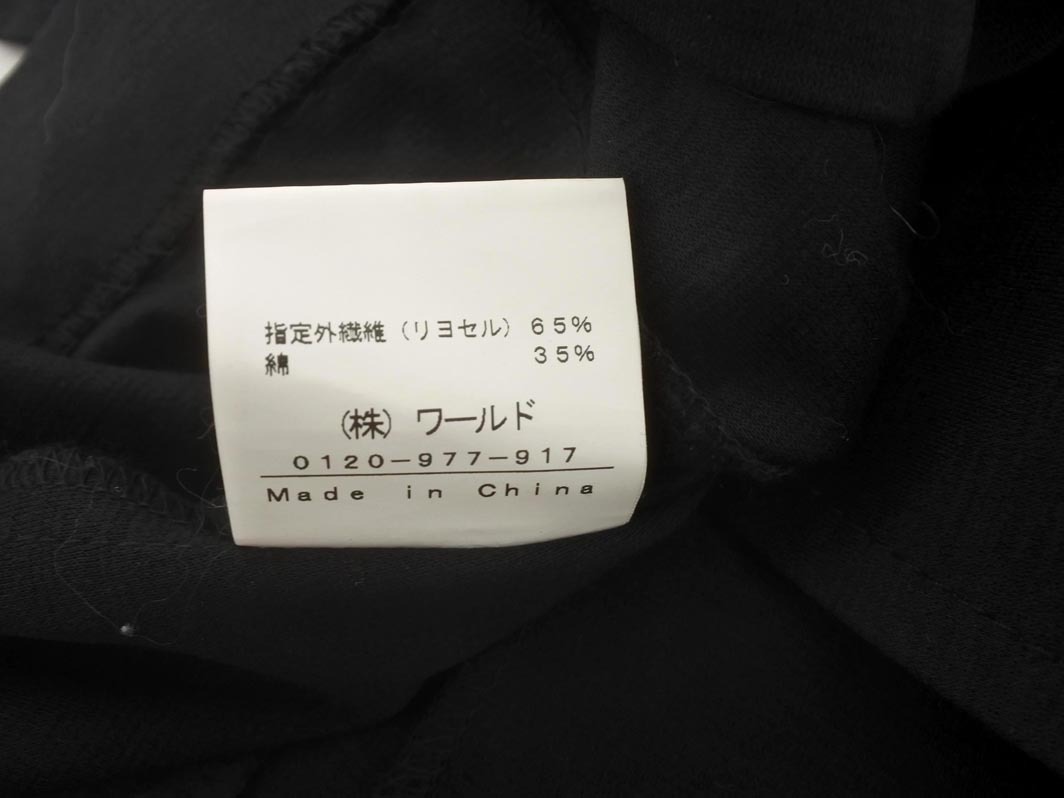 指定外繊維（リヨセル）65%
綿 35%
（株）ワールド
0120-977-917
Made in China